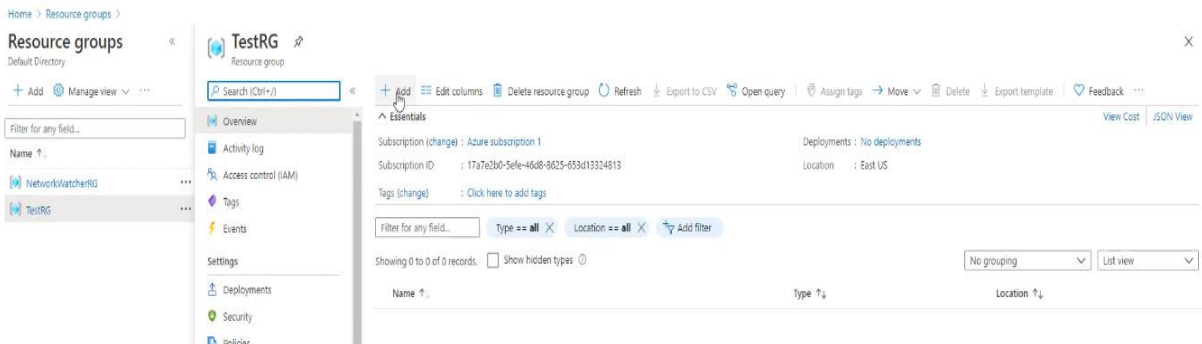 Home > Resource groups >
Resource groups
Default Directory
+ Add Manage view ...
Filter for any field...
Name ↑↓
NetworkWatcherRG ...
TestRG ...
TestRG
Resource group
Search (Ctrl+/)
Overview
Activity log
Access control (IAM)
Tags
Events
Settings
Deployments
Security
Policies
+ Add Edit columns Delete resource group Refresh Export to CSV Open query Assign tags Move Delete Export template Feedback ...
Essentials View Cost JSON View
Subscription (change) : Azure subscription 1 Deployments : No deployments
Subscription ID : 17a7e2b0-5efe-46d8-8625-653d13324813 Location : East US
Tags (change) : Click here to add tags
Filter for any field... Type == all X Location == all X Add filter
Showing 0 to 0 of 0 records. Show hidden types No grouping List view
Name ↑↓ Type ↑↓ Location ↑↓